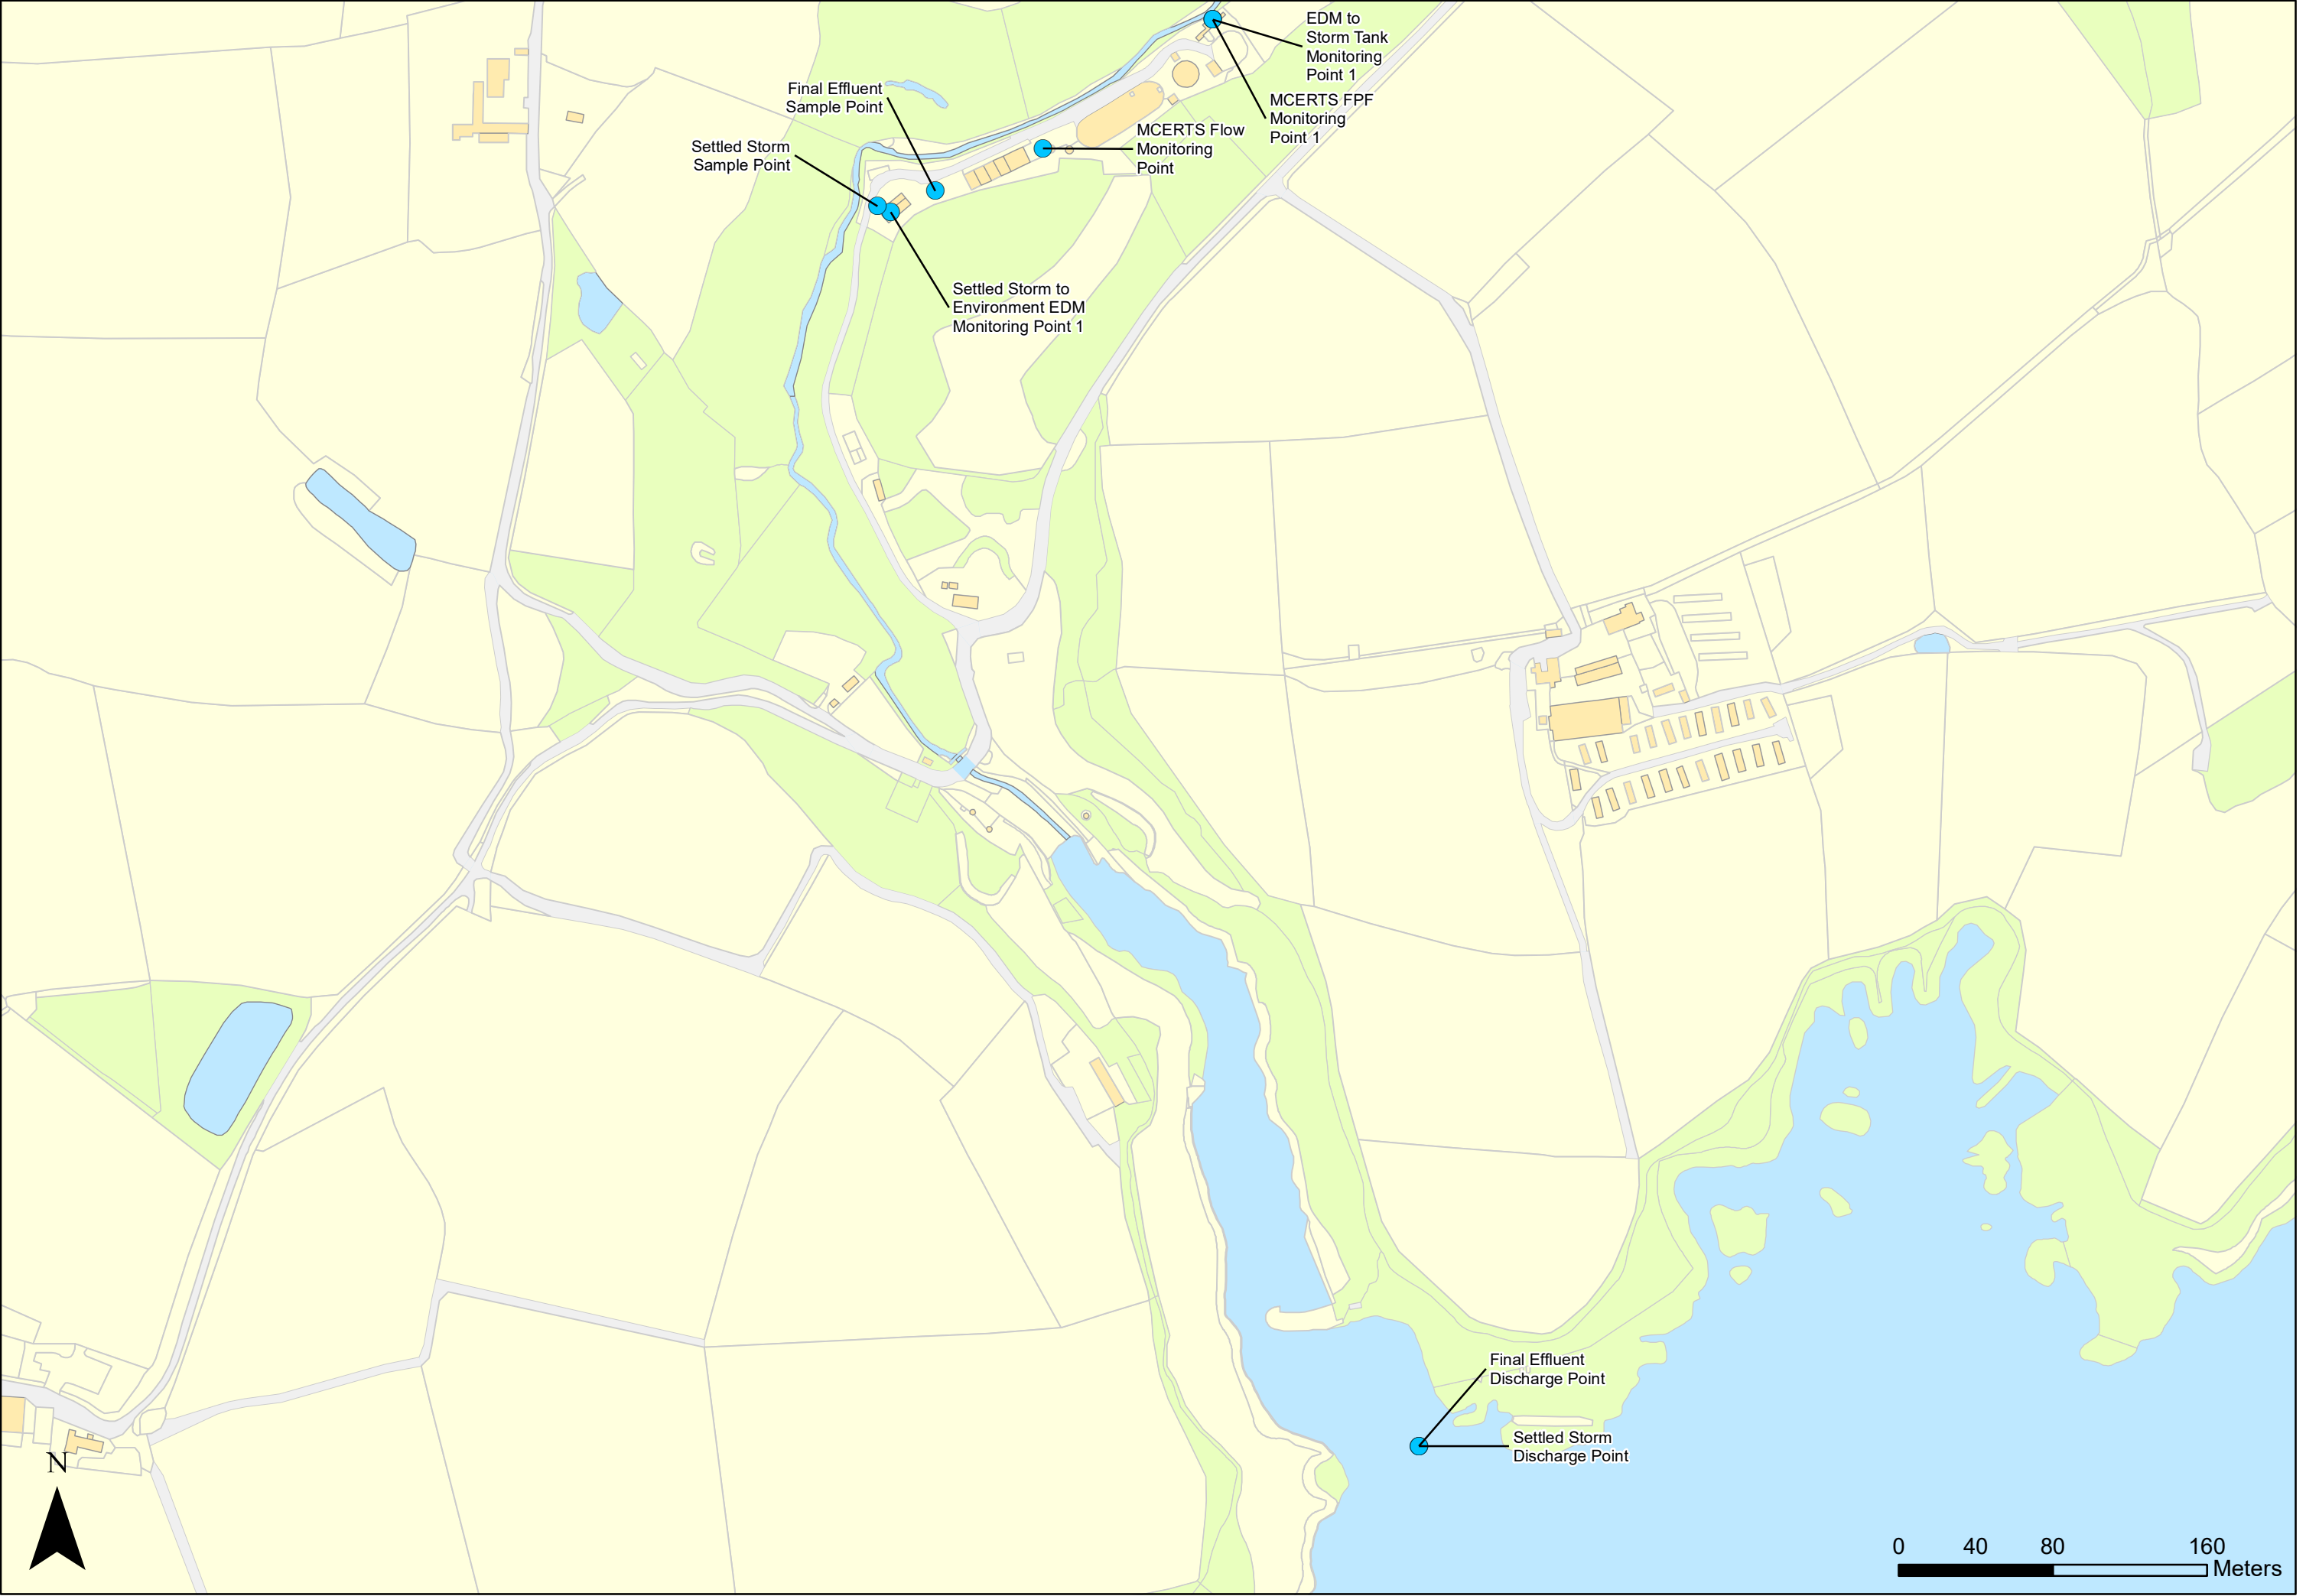 EDM to
Storm Tank
Monitoring
Point 1
Final Effluent
Sample Point
MCERTS FPF
Monitoring
Point 1
MCERTS Flow
Monitoring
Point
Settled Storm
Sample Point
Settled Storm to
Environment EDM
Monitoring Point 1
Final Effluent
Discharge Point
Settled Storm
Discharge Point
N
0 40 80 160
Meters